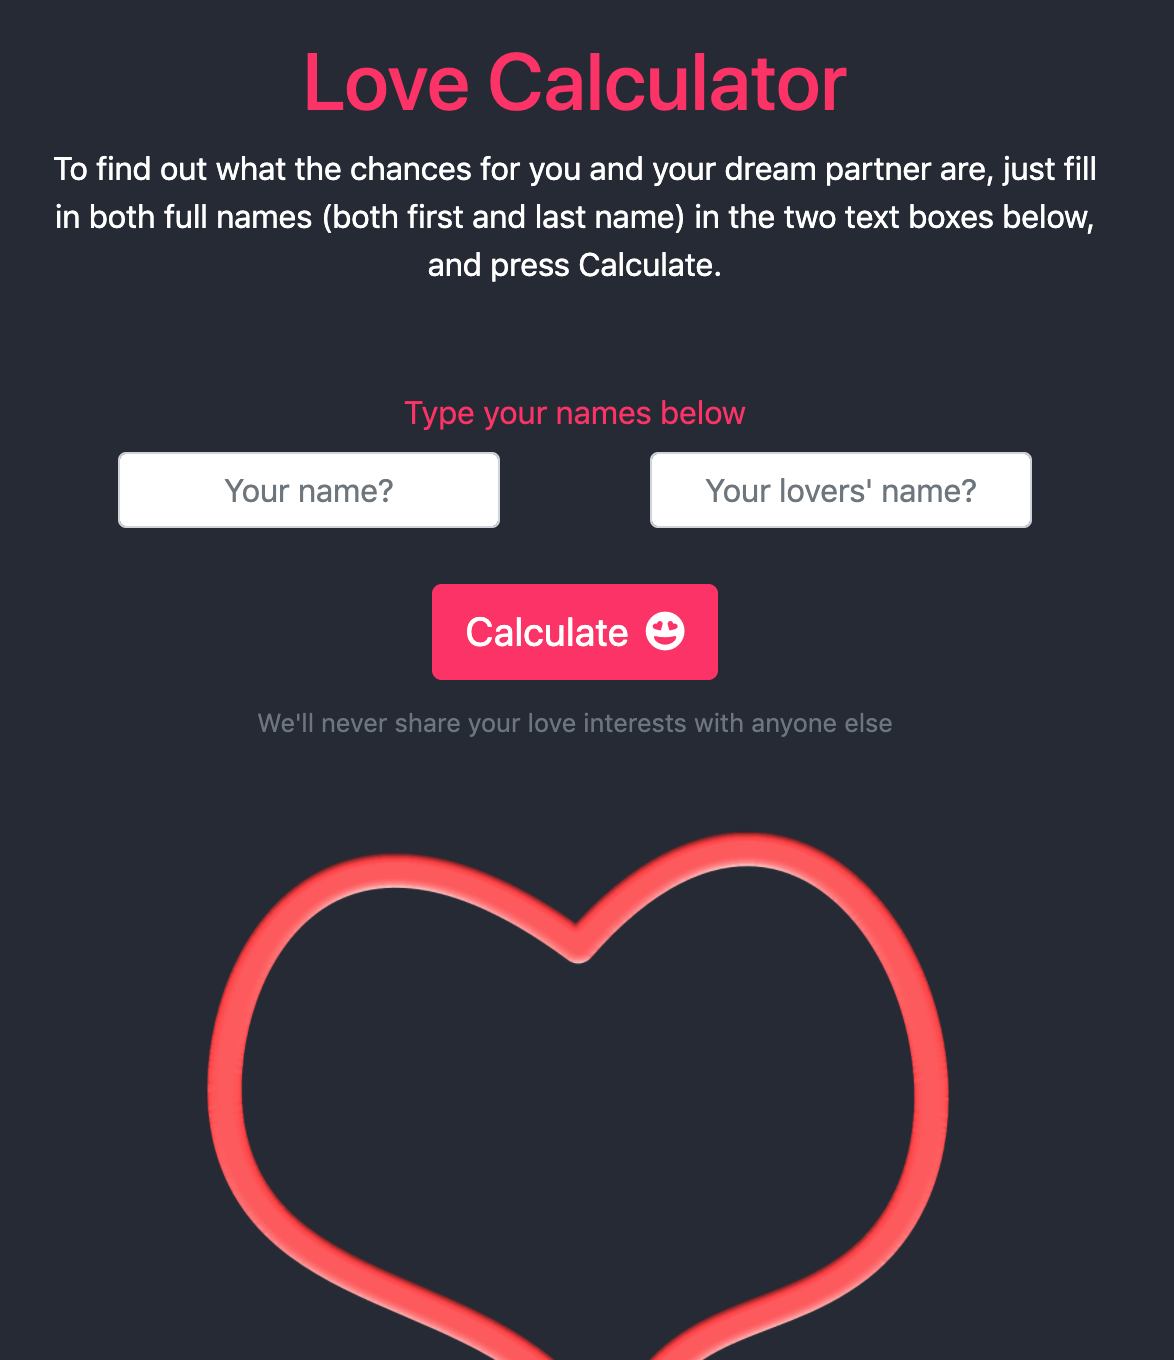 Love Calculator
To find out what the chances for you and your dream partner are, just fill
in both full names (both first and last name) in the two text boxes below,
and press Calculate.
Type your names below
Your name?
Your lovers' name?
Calculate
We'll never share your love interests with anyone else